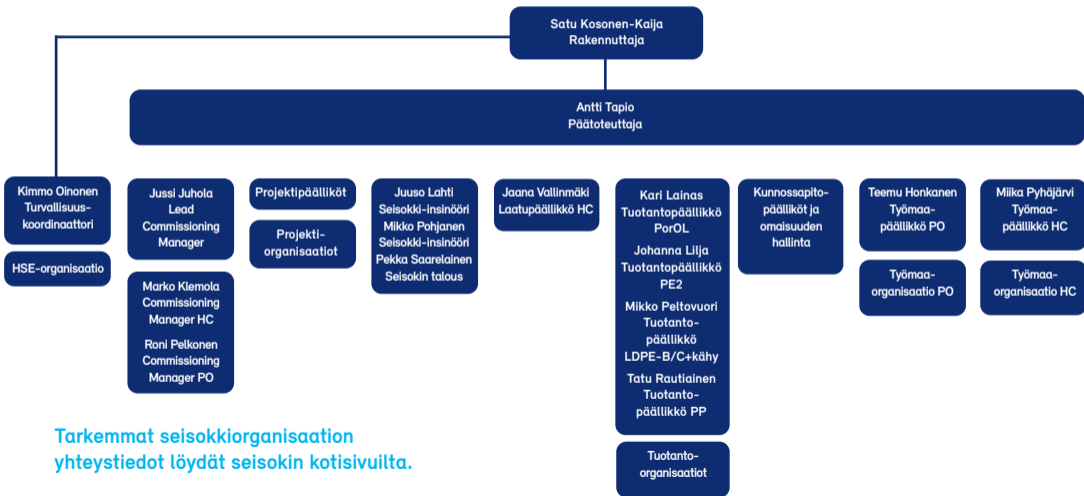 Satu Kosonen-Kaija
Rakennuttaja
Antti Tapio
Päätoteuttaja
Kimmo Oinonen
Turvallisuus-
koordinaattori
HSE-organisaatio
Jussi Juhola
Lead
Commissioning
Manager
Marko Klemola
Commissioning
Manager HC
Roni Pelkonen
Commissioning
Manager PO
Projektipäälliköt
Projekti-
organisaatiot
Juuso Lahti
Seisokki-insinööri
Mikko Pohjanen
Seisokki-insinööri
Pekka Saarelainen
Seisokin talous
Jaana Vallinmäki
Laatupäällikkö HC
Kari Lainas
Tuotantopäällikkö
PorOL
Johanna Lilja
Tuotantopäällikkö
PE2
Mikko Peltovuori
Tuotanto-
päällikkö
LDPE-B/C+kähy
Tatu Rautiainen
Tuotanto-
päällikkö PP
Tuotanto-
organisaatiot
Kunnossapito-
päälliköt ja
omaisuuden
hallinta
Teemu Honkanen
Työmaa-
päällikkö PO
Työmaa-
organisaatio PO
Miika Pyhäjärvi
Työmaa-
päällikkö HC
Työmaa-
organisaatio HC
Tarkemmat seisokkiorganisaation
yhteystiedot löydät seisokin kotisivuilta.